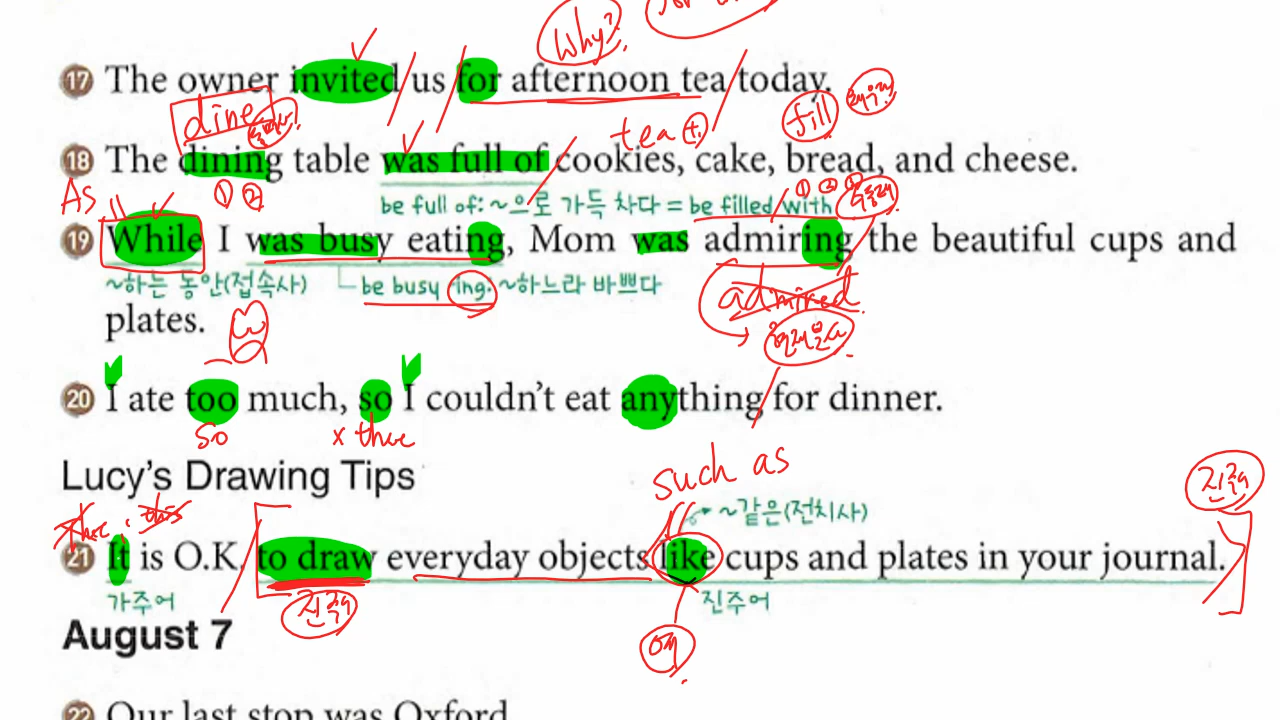 Why?
⑰ The owner invited us for afternoon tea today.
dine
tea
fill
⑱ The dining table was full of cookies, cake, bread, and cheese.
As
① ②
be full of: ~으로 가득 차다 = be filled with
① ②
⑲ While I was busy eating, Mom was admiring the beautiful cups and
~하는 동안(접속사)
be busy ~ing: ~하느라 바쁘다
admired
plates.
⑳ I ate too much, so I couldn't eat anything for dinner.
so
x
such as
Lucy's Drawing Tips
진주어
~같은(전치사)
this
㉑ It is O.K. to draw everyday objects like cups and plates in your journal.
가주어
진주어
August 7
㉒ Our last stop was Oxford.